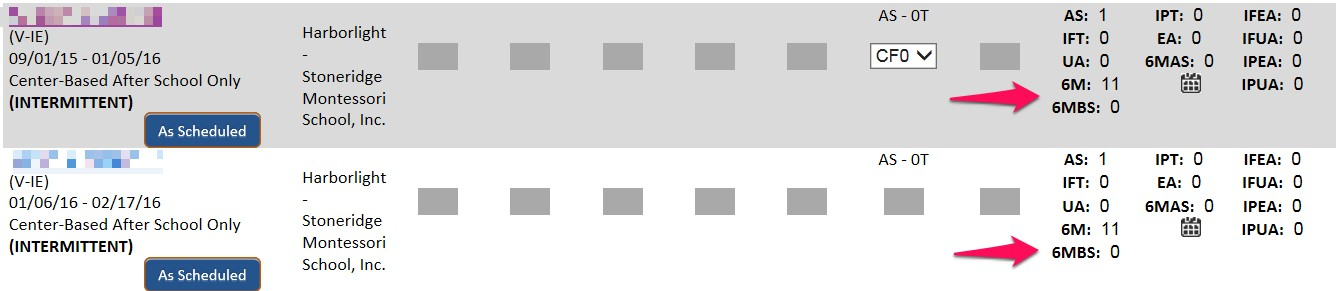 (V-IE)
09/01/15 - 01/05/16
Center-Based After School Only
(INTERMITTENT)
As Scheduled
Harborlight
-
Stoneridge
Montessori
School, Inc.
AS - 0T
CF0
AS: 1 IPT: 0 IFEA: 0
IFT: 0 EA: 0 IFUA: 0
UA: 0 6MAS: 0 IPEA: 0
6M: 11 IPUA: 0
6MBS: 0
(V-IE)
01/06/16 - 02/17/16
Center-Based After School Only
(INTERMITTENT)
As Scheduled
Harborlight
-
Stoneridge
Montessori
School, Inc.
AS - 0T
AS: 1 IPT: 0 IFEA: 0
IFT: 0 EA: 0 IFUA: 0
UA: 0 6MAS: 0 IPEA: 0
6M: 11 IPUA: 0
6MBS: 0